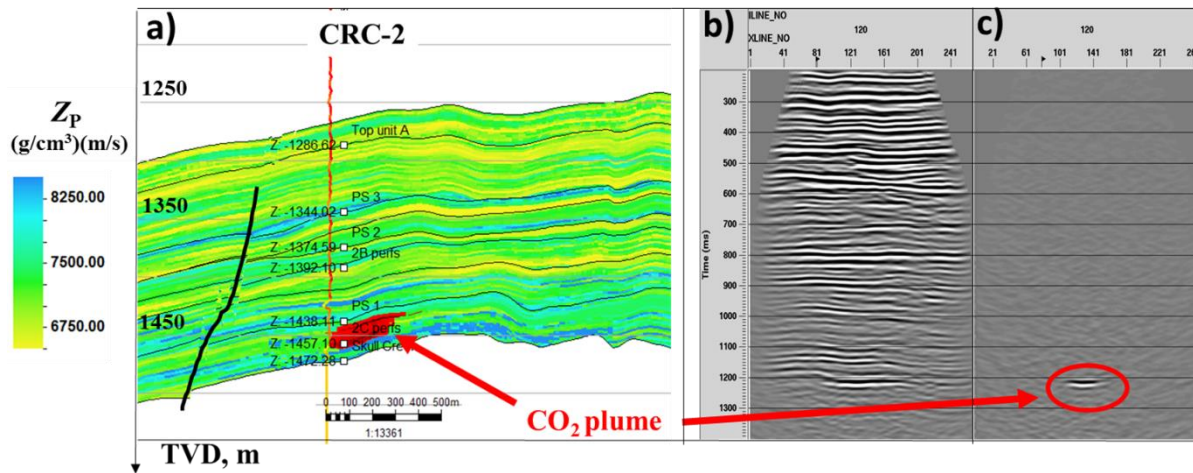 a)
CRC-2
1250
Z_P
(g/cm³)(m/s)
8250.00
7500.00
6750.00
1350
1450
Top unit A
Z: -1286.62
PS 3
Z: -1344.02
PS 2
Z: -1374.59
2B perfs
Z: -1392.10
PS 1
Z: -1438.11
2C perfs
Z: -1457.10
Skull Cre
Z: -1472.28
0 100 200 300 400 500m
1:13361
TVD, m
CO₂ plume
b)
ILINE_NO
120
XLINE_NO
1 41 81 121 161 201 241
Time (ms)
300
400
500
600
700
800
900
1000
1100
1200
1300
c)
120
21 61 101 141 181 221 26